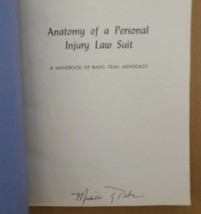 Anatomy of a Personal
Injury Law Suit
A HANDBOOK OF BASIC TRIAL ADVOCACY